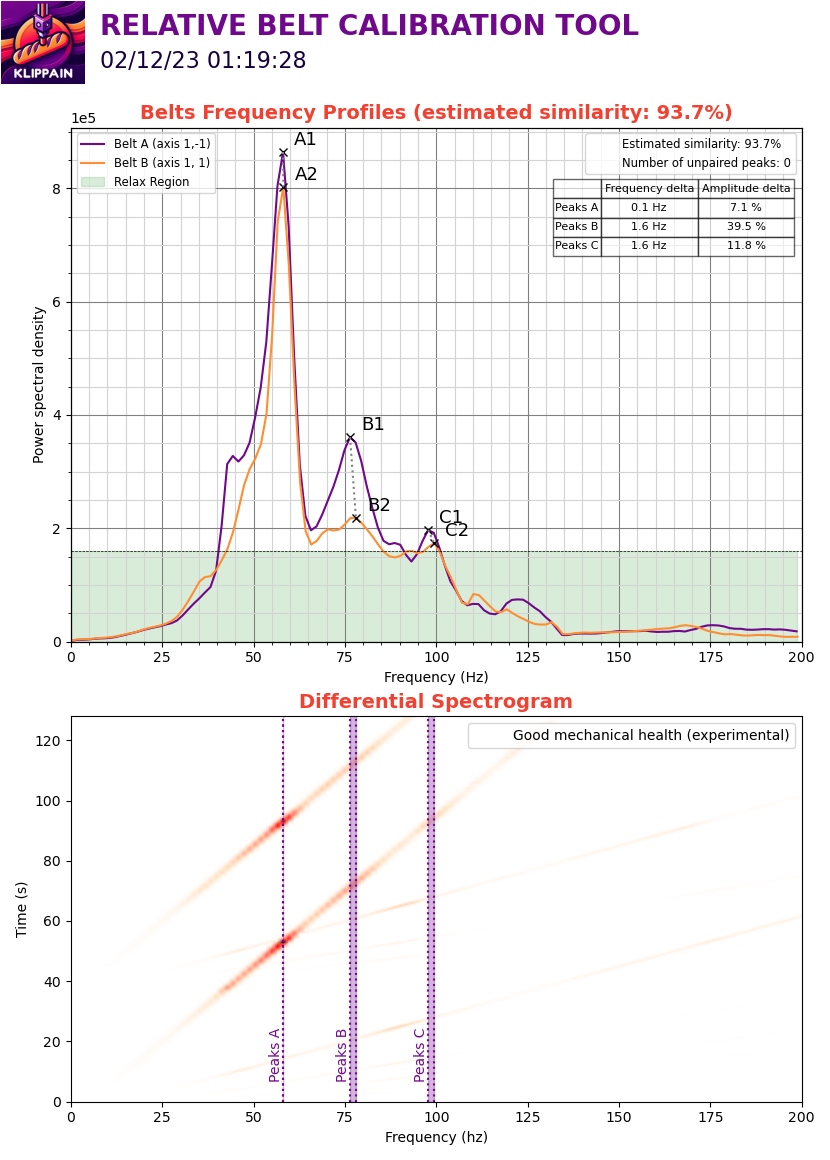 RELATIVE BELT CALIBRATION TOOL
02/12/23 01:19:28
KLIPPAIN
Belts Frequency Profiles (estimated similarity: 93.7%)
1e5
Belt A (axis 1,-1)
Belt B (axis 1, 1)
Relax Region
A1
A2
B1
B2
C1
C2
Estimated similarity: 93.7%
Number of unpaired peaks: 0
Frequency delta Amplitude delta
Peaks A 0.1 Hz 7.1 %
Peaks B 1.6 Hz 39.5 %
Peaks C 1.6 Hz 11.8 %
Power spectral density
8
6
4
2
0
0 25 50 75 100 125 150 175 200
Frequency (Hz)
Differential Spectrogram
Good mechanical health (experimental)
Time (s)
120
100
80
60
40
20
0
Peaks A
Peaks B
Peaks C
0 25 50 75 100 125 150 175 200
Frequency (hz)